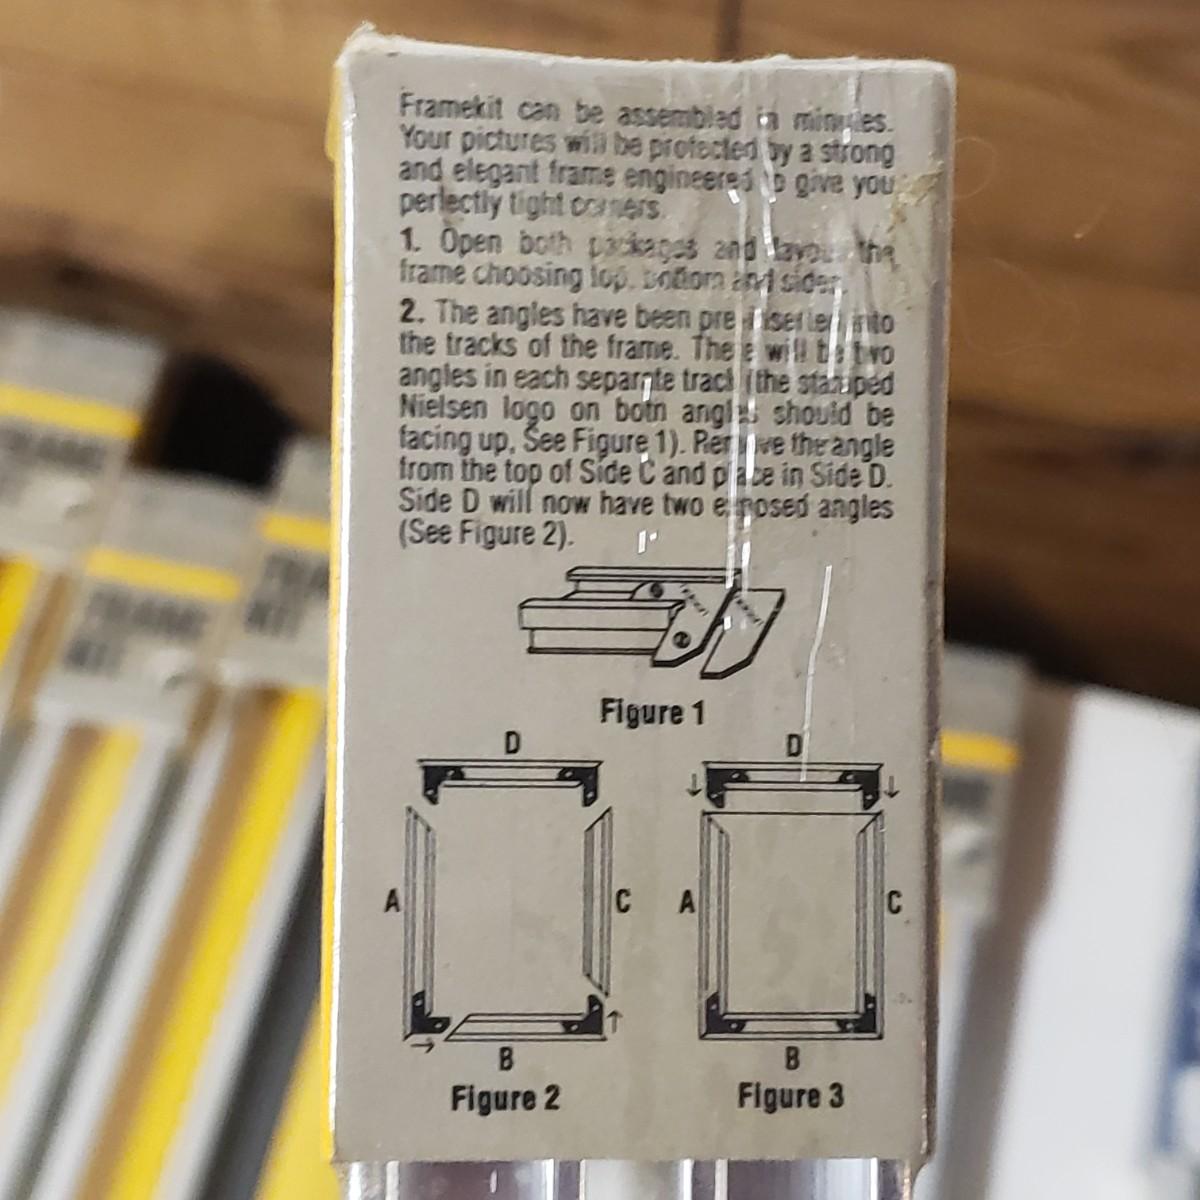 Framekit can be assembled in minutes.
Your pictures will be protected by a strong
and elegant frame engineered to give you
perfectly tight corners.
1. Open both packages and layout the
frame choosing top, bottom and sides.
2. The angles have been pre-inserted into
the tracks of the frame. There will be two
angles in each separate track (the stamped
Nielsen logo on both angles should be
facing up, See Figure 1). Remove the angle
from the top of Side C and place in Side D.
Side D will now have two exposed angles
(See Figure 2).
Figure 1
D D
A C A C
B B
Figure 2 Figure 3